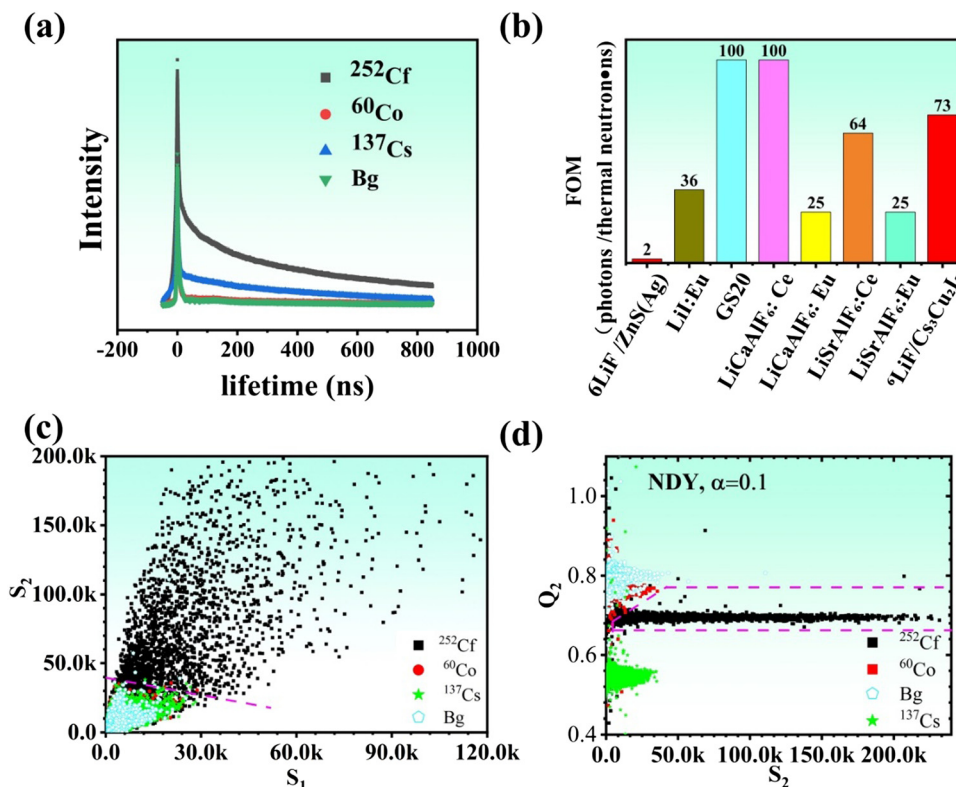 (a)
Intensity
252Cf
60Co
137Cs
Bg
-200 0 200 400 600 800 1000
lifetime (ns)
(b)
FOM
(photons /thermal neutron•ns)
2
36
100
100
25
64
25
73
6LiF /ZnS(Ag)
LiI:Eu
GS20
LiCaAlF₆: Ce
LiCaAlF₆: Eu
LiSrAlF₆:Ce
LiSrAlF₆:Eu
(c)
200.0k
150.0k
100.0k
50.0k
0.0
S₂
252Cf
60Co
137Cs
Bg
0.0 30.0k 60.0k 90.0k 120.0k
S₁
(d)
1.0
0.8
0.6
0.4
Q₂
NDY, α=0.1
252Cf
60Co
Bg
137Cs
0.0 50.0k 100.0k 150.0k 200.0k
S₂